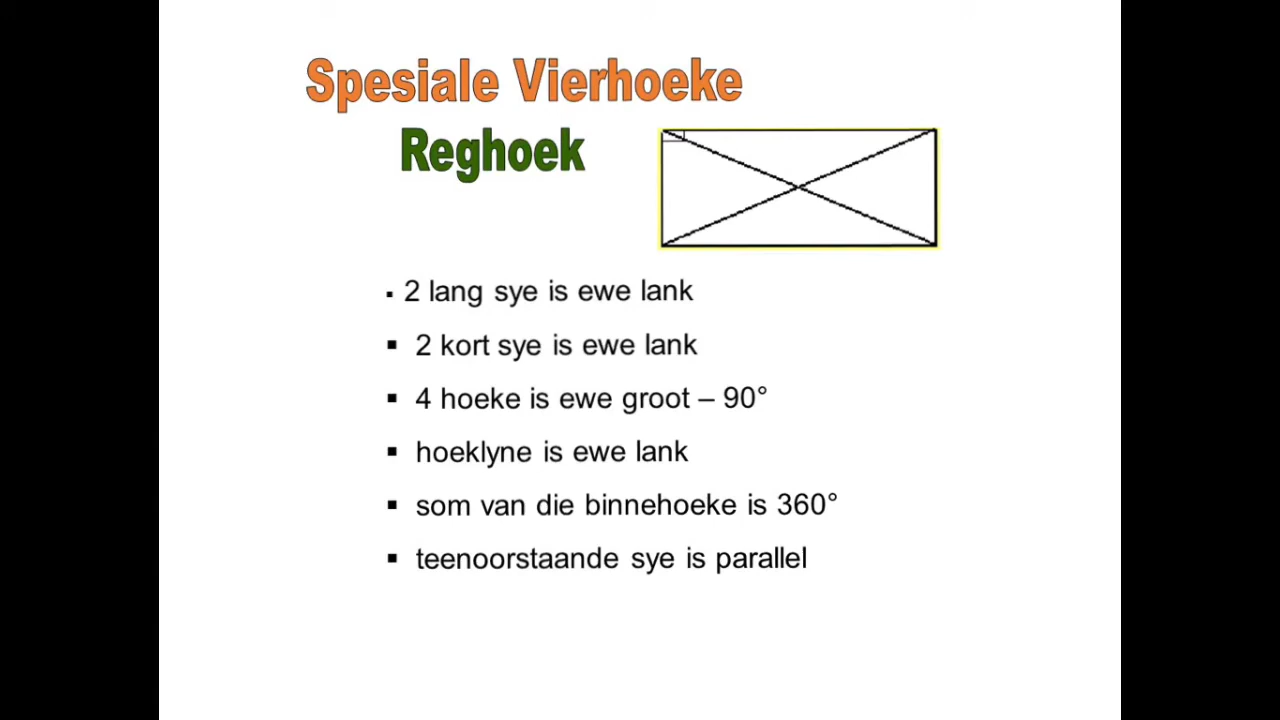 Spesiale Vierhoeke
Reghoek
▪ 2 lang sye is ewe lank
▪ 2 kort sye is ewe lank
▪ 4 hoeke is ewe groot – 90°
▪ hoeklyne is ewe lank
▪ som van die binnehoeke is 360°
▪ teenoorstaande sye is parallel